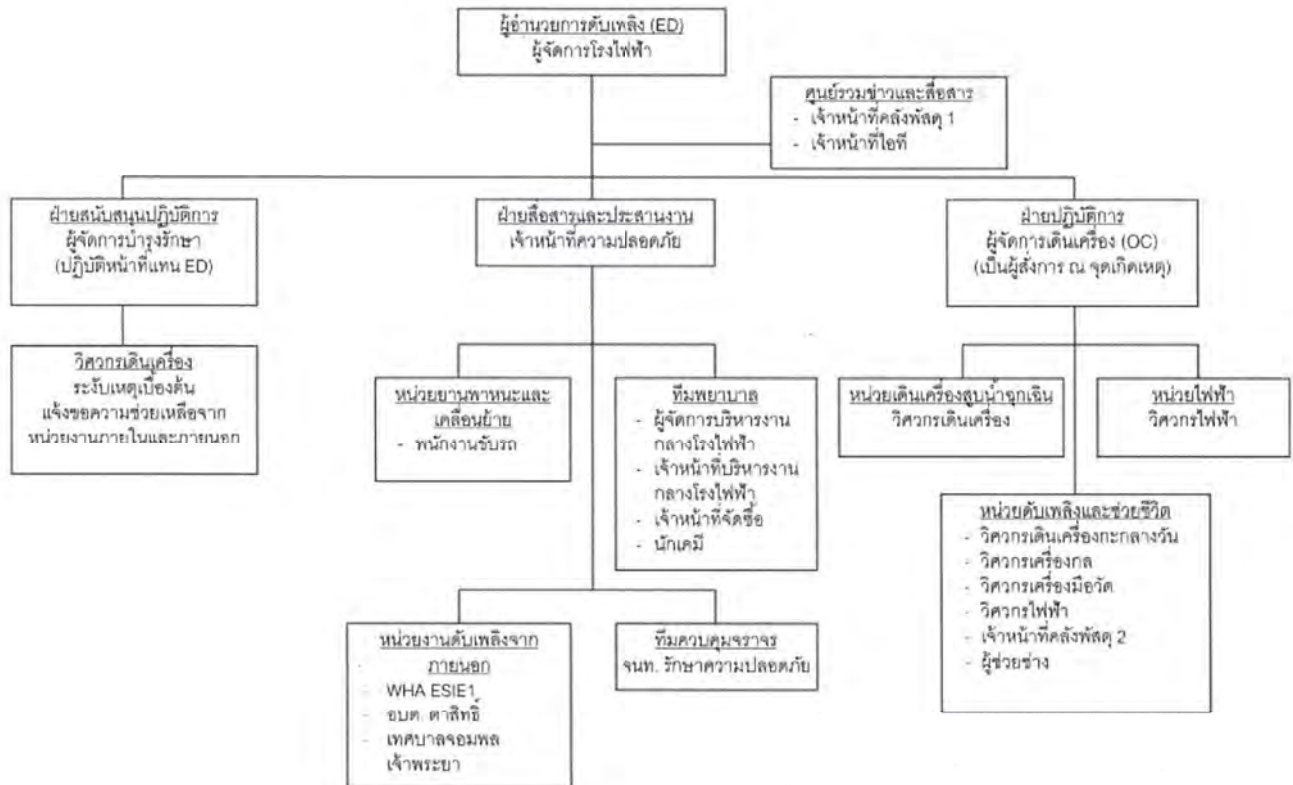 ผู้อำนวยการดับเพลิง (ED)
ผู้จัดการโรงไฟฟ้า
ศูนย์รวมข่าวและสื่อสาร
- เจ้าหน้าที่คลังพัสดุ 1
- เจ้าหน้าที่ไอที
ฝ่ายสนับสนุนปฏิบัติการ
ผู้จัดการบำรุงรักษา
(ปฏิบัติหน้าที่แทน ED)
ฝ่ายสื่อสารและประสานงาน
เจ้าหน้าที่ความปลอดภัย
ฝ่ายปฏิบัติการ
ผู้จัดการเดินเครื่อง (OC)
(เป็นผู้สั่งการ ณ จุดเกิดเหตุ)
วิศวกรเดินเครื่อง
ระงับเหตุเบื้องต้น
แจ้งขอความช่วยเหลือจาก
หน่วยงานภายในและภายนอก
หน่วยยานพาหนะและ
เคลื่อนย้าย
- พนักงานขับรถ
ทีมพยาบาล
- ผู้จัดการบริหารงาน
กลางโรงไฟฟ้า
- เจ้าหน้าที่บริหารงาน
กลางโรงไฟฟ้า
- เจ้าหน้าที่จัดซื้อ
- นักเคมี
หน่วยเดินเครื่องสูบน้ำฉุกเฉิน
วิศวกรเดินเครื่อง
หน่วยไฟฟ้า
วิศวกรไฟฟ้า
หน่วยดับเพลิงและช่วยชีวิต
- วิศวกรเดินเครื่องกะกลางวัน
- วิศวกรเครื่องกล
- วิศวกรเครื่องมือวัด
- วิศวกรไฟฟ้า
- เจ้าหน้าที่คลังพัสดุ 2
- ผู้ช่วยช่าง
หน่วยงานดับเพลิงจาก
ภายนอก
- WHA ESIE1
- อบต. ตาสิทธิ์
- เทศบาลจอมพล
เจ้าพระยา
ทีมควบคุมจราจร
จนท. รักษาความปลอดภัย